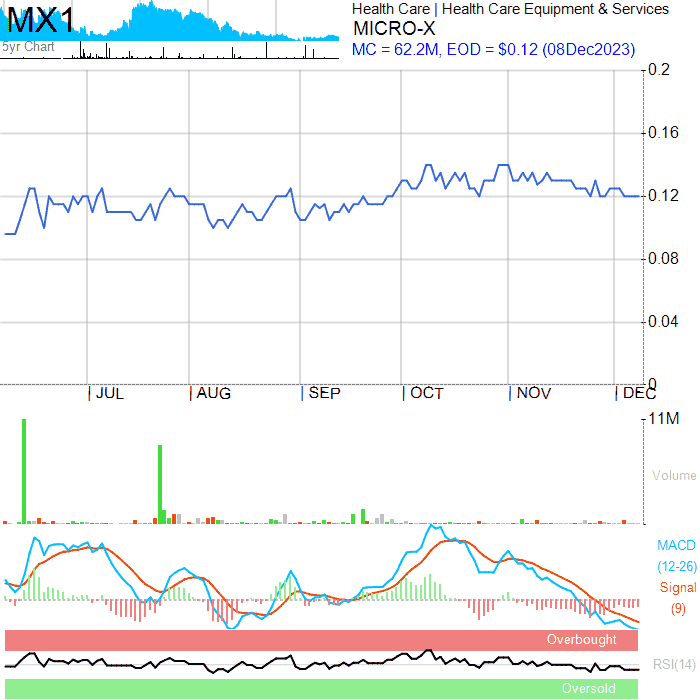 MX1
5yr Chart
Health Care | Health Care Equipment & Services
MICRO-X
MC = 62.2M, EOD = $0.12 (08Dec2023)
0.2
0.16
0.12
0.08
0.04
0
JUL AUG SEP OCT NOV DEC
11M
Volume
MACD
(12-26)
Signal
(9)
Overbought
RSI(14)
Oversold